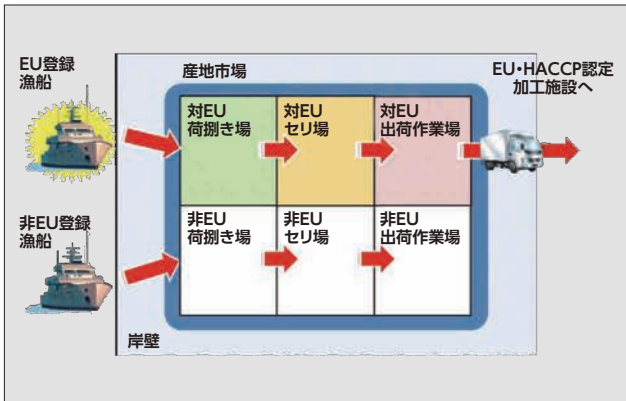 EU登録
漁船
産地市場
EU・HACCP認定
加工施設へ
対EU
荷捌き場
対EU
セリ場
対EU
出荷作業場
非EU登録
漁船
非EU
荷捌き場
非EU
セリ場
非EU
出荷作業場
岸壁